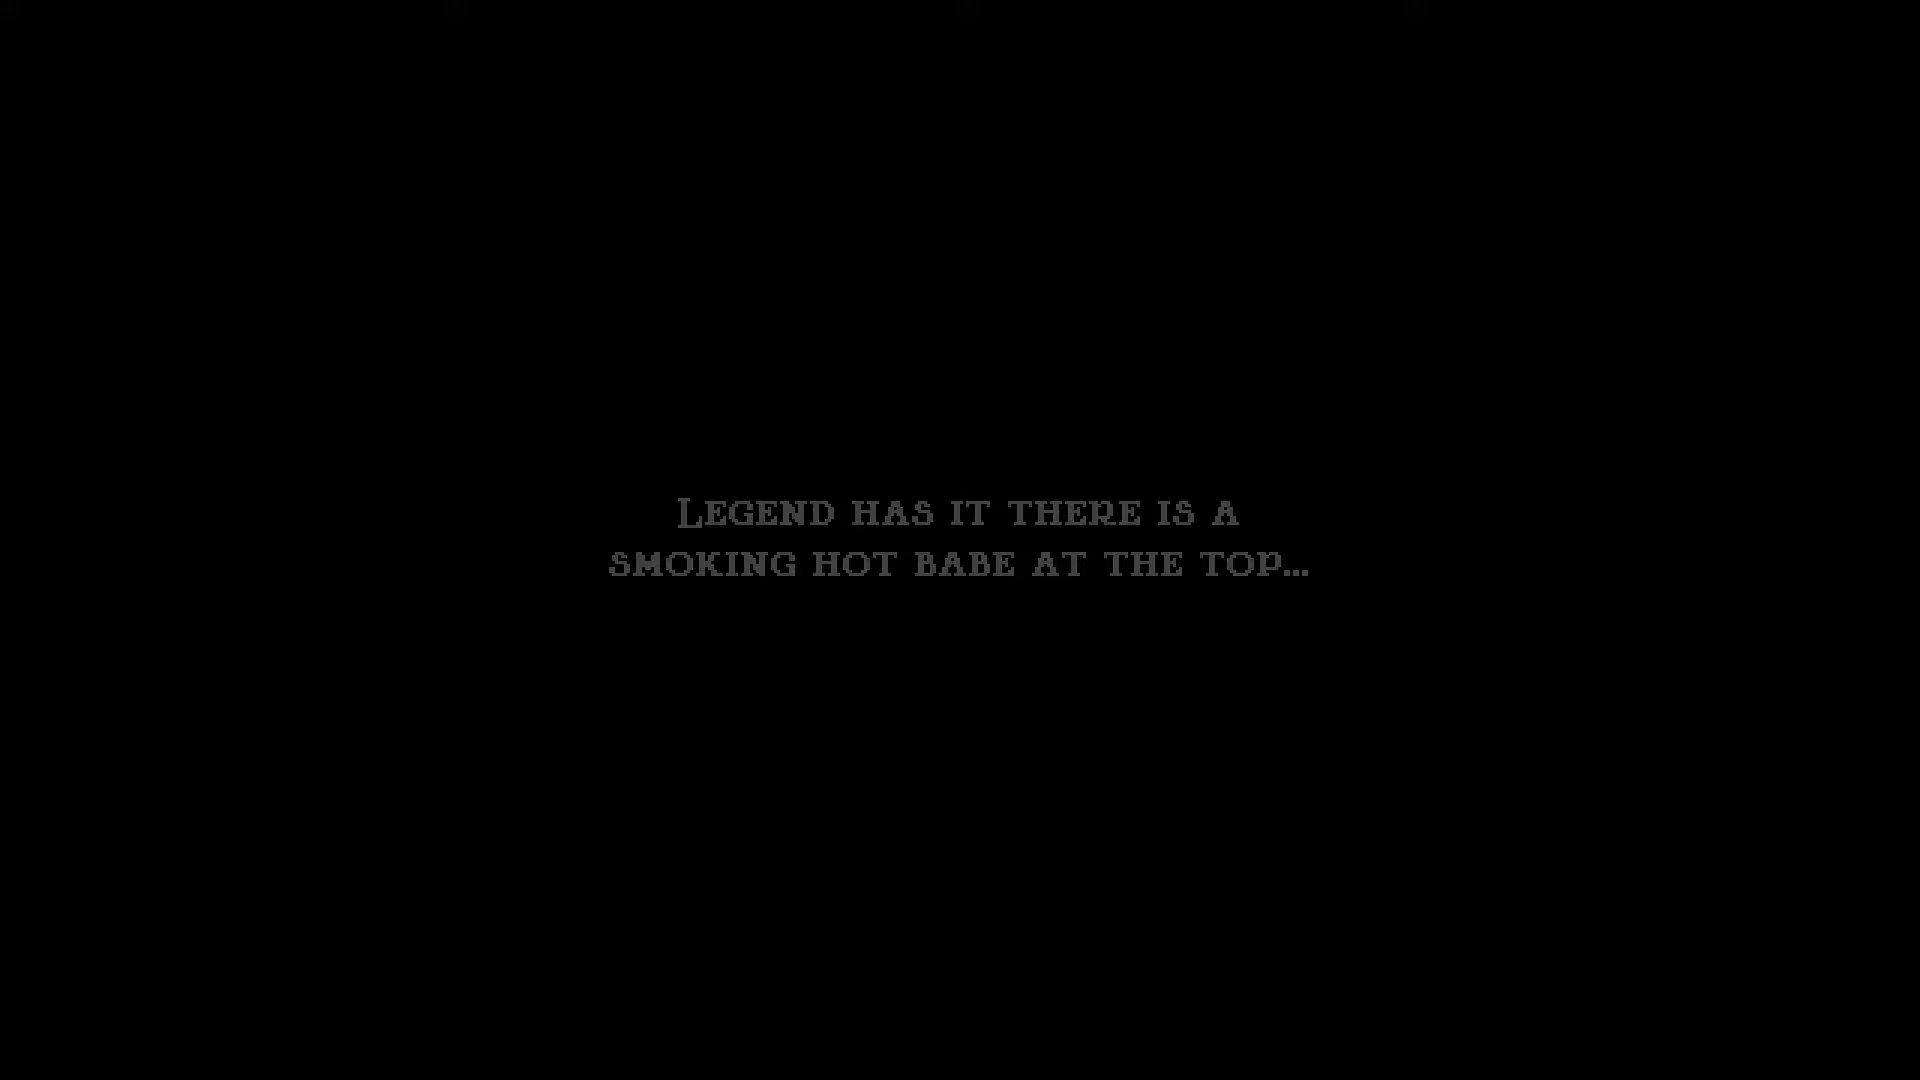 Legend has it there is a
smoking hot babe at the top...